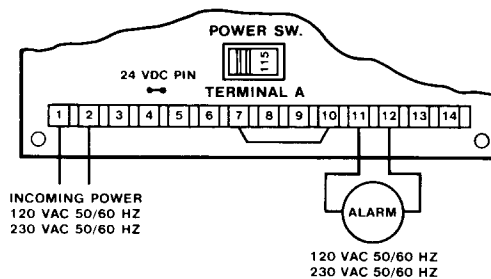 POWER SW.
115
24 VDC PIN
TERMINAL A
1 2 3 4 5 6 7 8 9 10 11 12 13 14
INCOMING POWER
120 VAC 50/60 HZ
230 VAC 50/60 HZ
ALARM
120 VAC 50/60 HZ
230 VAC 50/60 HZ